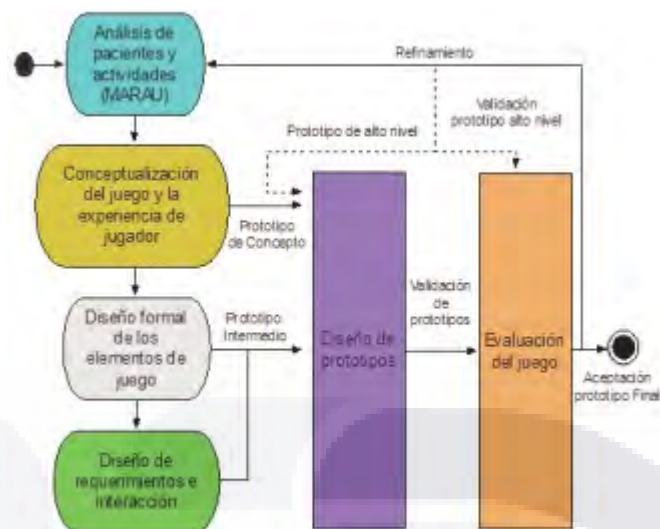 Análisis de
pacientes y
actividades
(MARAU)
Refinamiento
Validación
prototipo alto nivel
Prototipo de alto nivel
Conceptualización
del juego y la
experiencia de
jugador
Prototipo
de Concepto
Diseño formal
de los
elementos de
juego
Prototipo
Intermedio
Diseño de
prototipos
Validación
de
prototipos
Evaluación
del juego
Aceptación
prototipo Final
Diseño de
requerimientos e
interacción